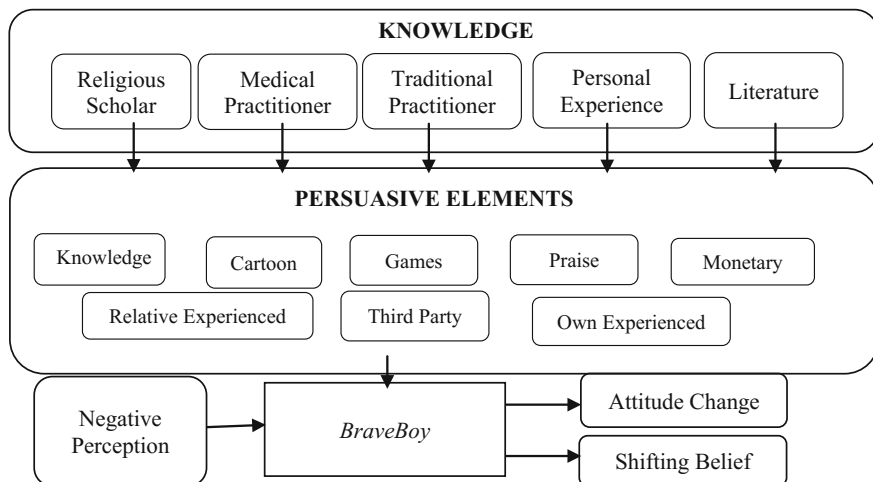 KNOWLEDGE
Religious
Scholar
Medical
Practitioner
Traditional
Practitioner
Personal
Experience
Literature
PERSUASIVE ELEMENTS
Knowledge
Cartoon
Games
Praise
Monetary
Relative Experienced
Third Party
Own Experienced
Negative
Perception
BraveBoy
Attitude Change
Shifting Belief